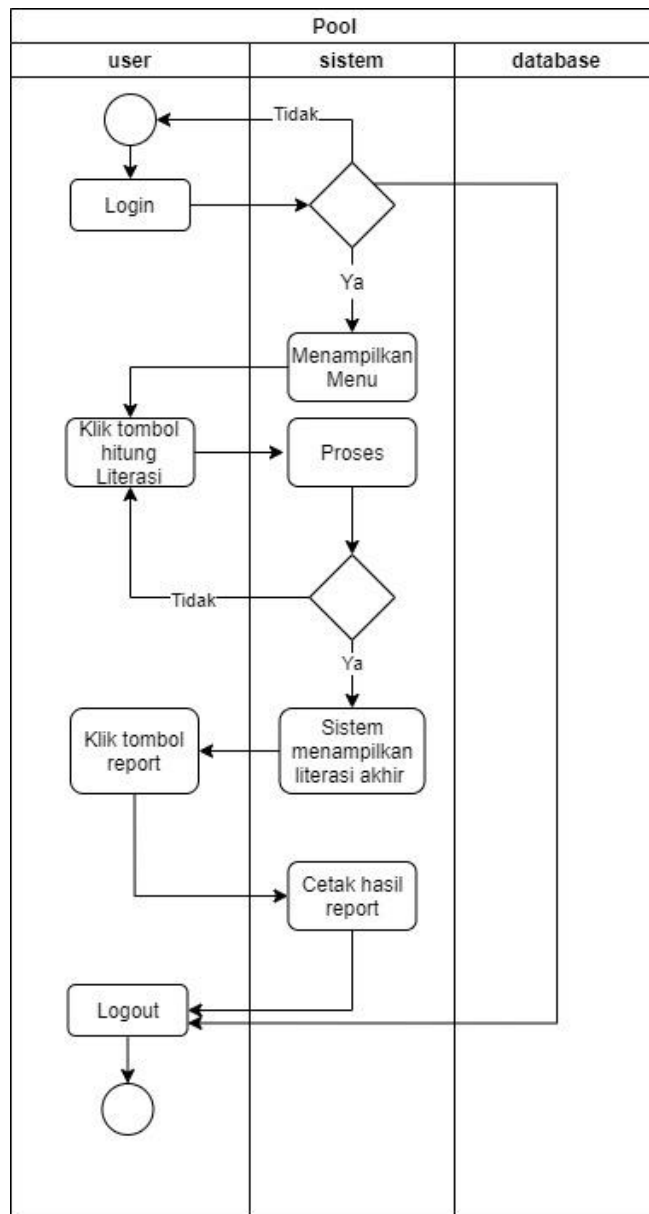 Pool
user
sistem
database
Tidak
Login
Ya
Menampilkan
Menu
Klik tombol
hitung
Literasi
Proses
Tidak
Ya
Klik tombol
report
Sistem
menampilkan
literasi akhir
Cetak hasil
report
Logout